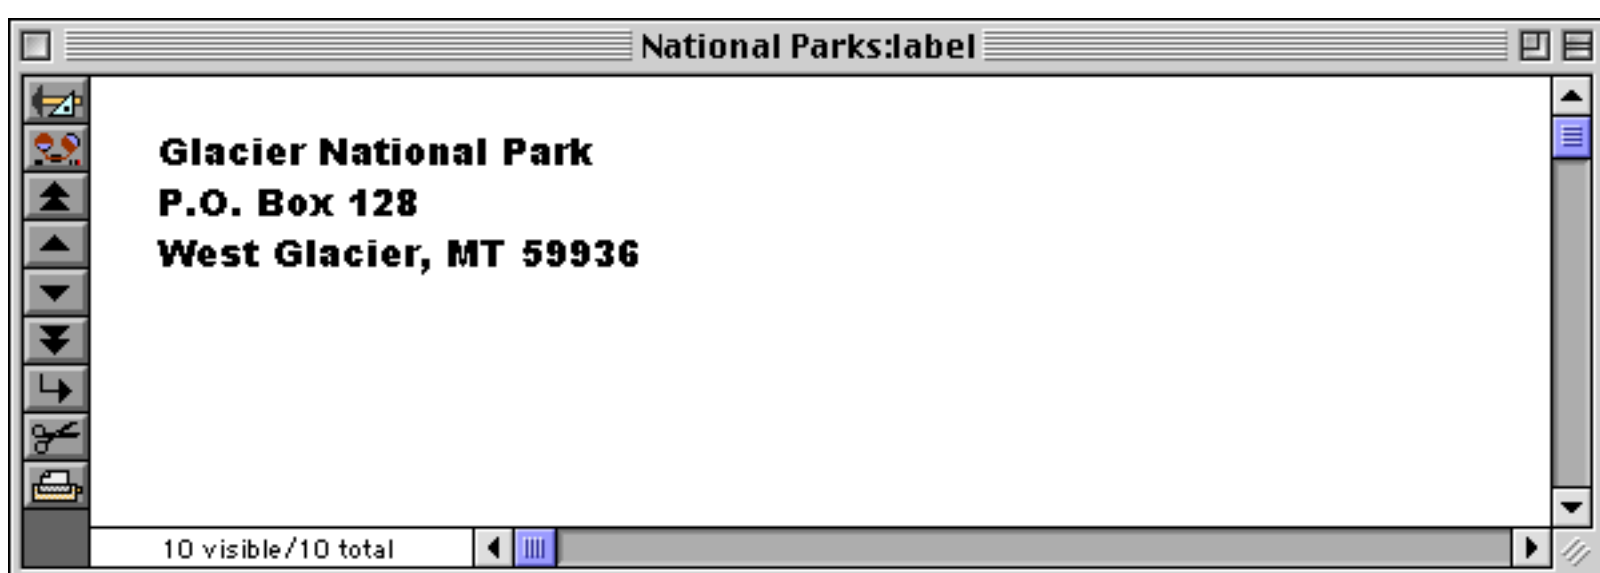 National Parks:label
Glacier National Park
P.O. Box 128
West Glacier, MT 59936
10 visible/10 total